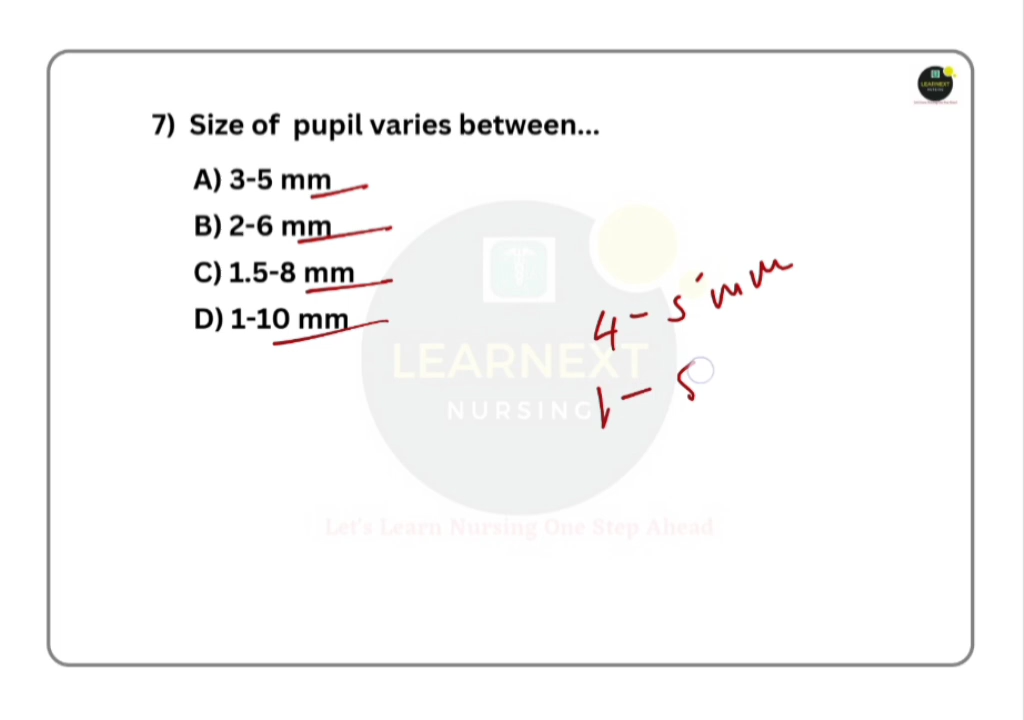 LEARNEXT
7) Size of pupil varies between...
A) 3-5 mm
B) 2-6 mm
C) 1.5-8 mm
D) 1-10 mm
4 - 5 mm
1 - 5
LEARNEXT
NURSING
Let's Learn Nursing One Step Ahead